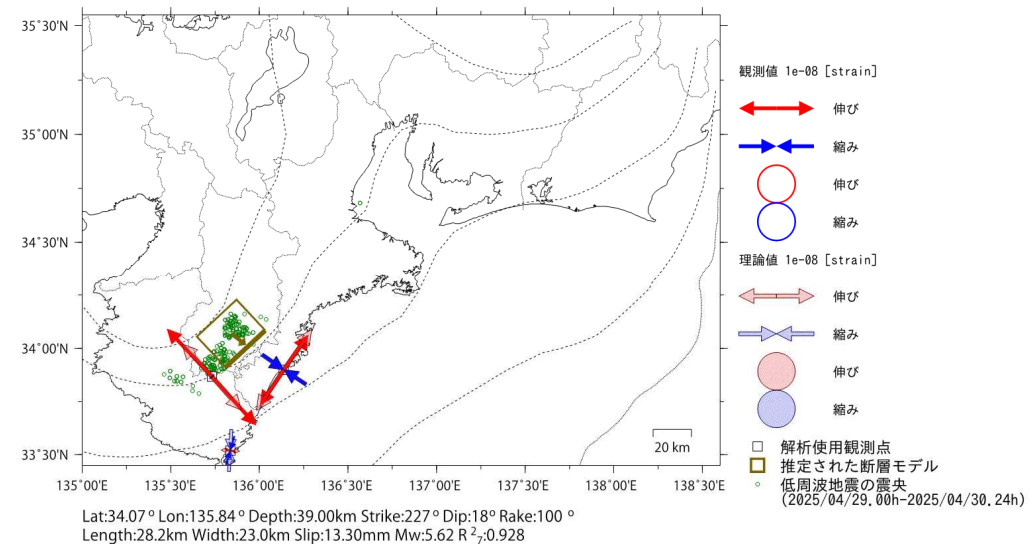 35°30'N
35°00'N
34°30'N
34°00'N
33°30'N
135°00'E
135°30'E
136°00'E
136°30'E
137°00'E
137°30'E
138°00'E
138°30'E
20 km
観測値 1e-08 [strain]
伸び
縮み
伸び
縮み
理論値 1e-08 [strain]
伸び
縮み
伸び
縮み
解析使用観測点
推定された断層モデル
低周波地震の震央
(2025/04/29.00h-2025/04/30.24h)
Lat:34.07° Lon:135.84° Depth:39.00km Strike:227° Dip:18° Rake:100 °
Length:28.2km Width:23.0km Slip:13.30mm Mw:5.62 R²₇:0.928